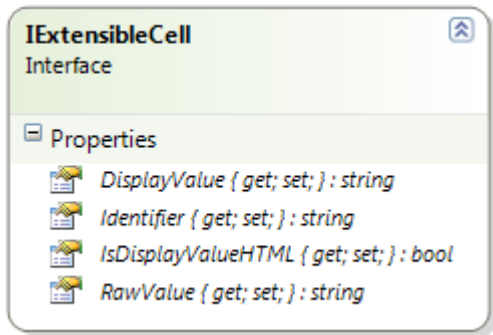 IExtensibleCell
Interface
Properties
DisplayValue { get; set; } : string
Identifier { get; set; } : string
IsDisplayValueHTML { get; set; } : bool
RawValue { get; set; } : string